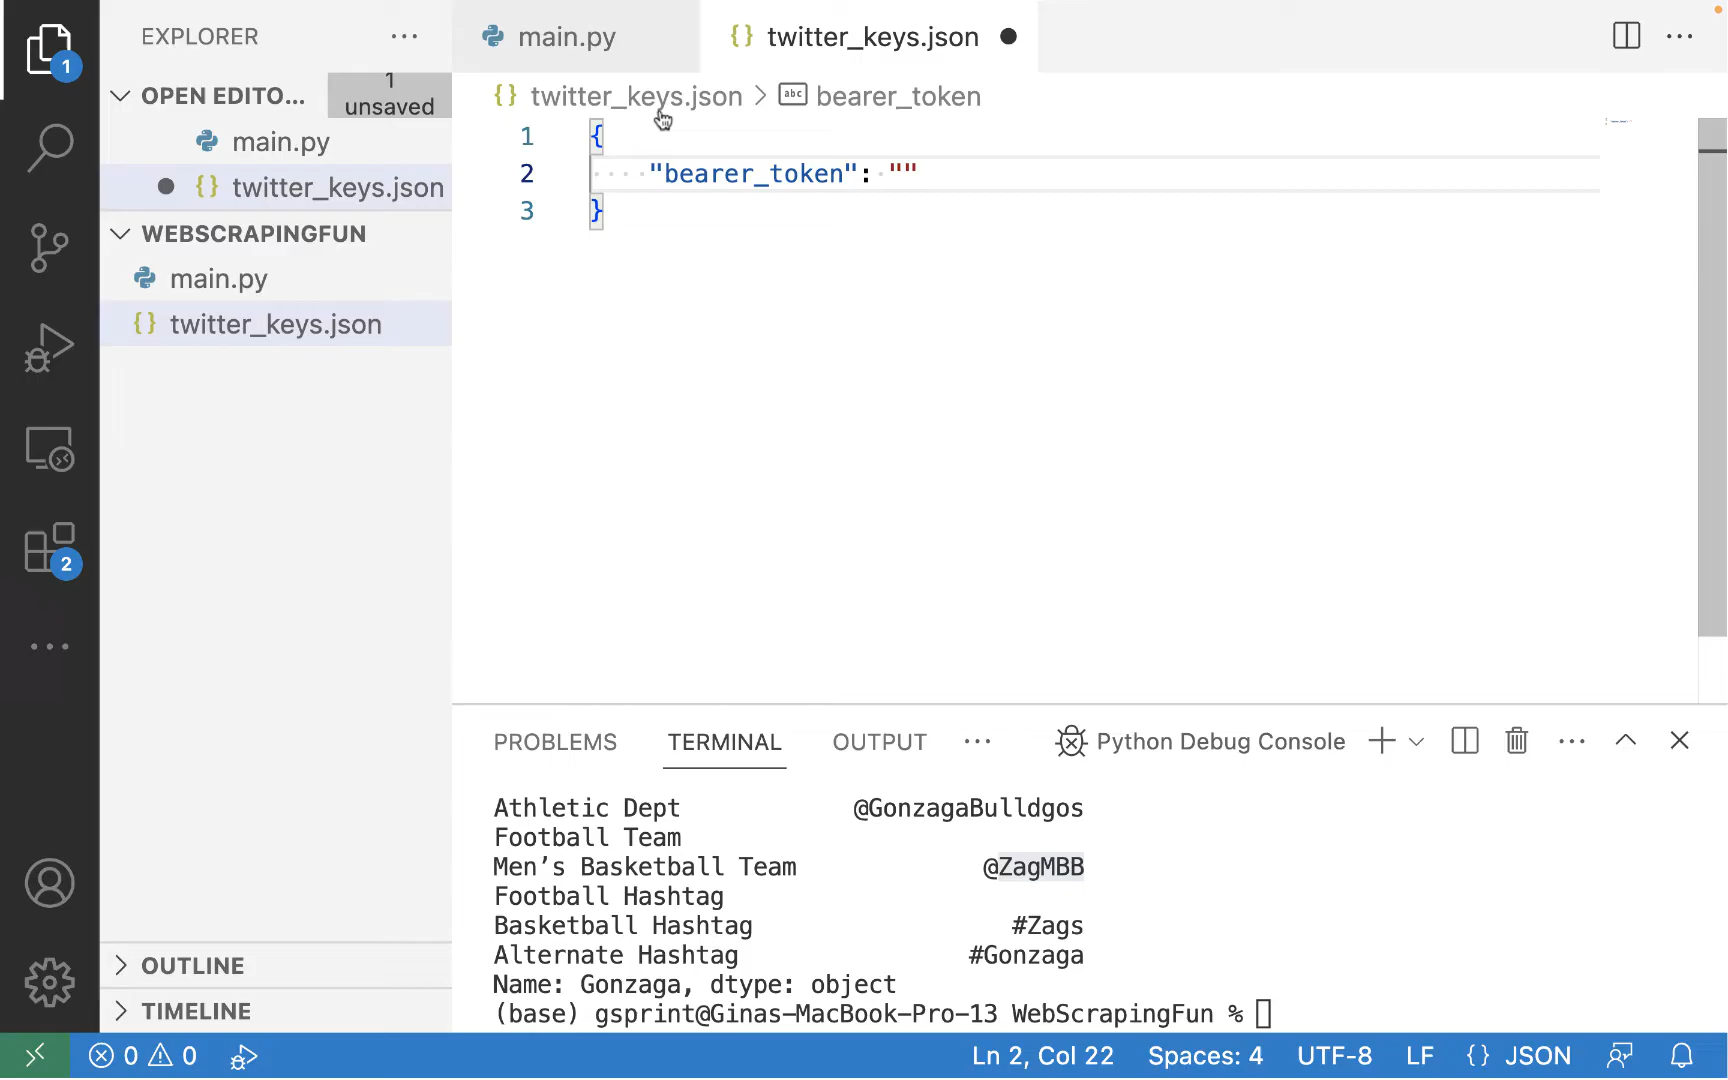 EXPLORER
main.py
twitter_keys.json
1
OPEN EDITO...
1
unsaved
twitter_keys.json > abc bearer_token
main.py
twitter_keys.json
1 {
2 ····"bearer_token":·""
3 }
WEBSCRAPINGFUN
main.py
twitter_keys.json
2
PROBLEMS TERMINAL OUTPUT ··· Python Debug Console
Athletic Dept @GonzagaBulldgos
Football Team
Men’s Basketball Team @ZagMBB
Football Hashtag
Basketball Hashtag #Zags
Alternate Hashtag #Gonzaga
Name: Gonzaga, dtype: object
(base) gsprint@Ginas-MacBook-Pro-13 WebScrapingFun %
OUTLINE
TIMELINE
0 0 Ln 2, Col 22 Spaces: 4 UTF-8 LF {} JSON